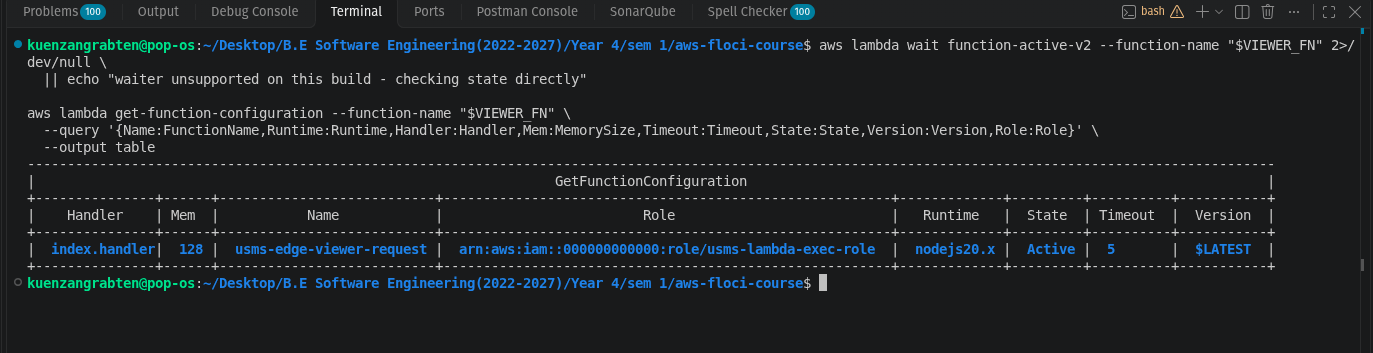 Problems 100 Output Debug Console Terminal Ports Postman Console SonarQube Spell Checker 100 bash
kuenzangrabten@pop-os:~/Desktop/B.E Software Engineering(2022-2027)/Year 4/sem 1/aws-floci-course$ aws lambda wait function-active-v2 --function-name "$VIEWER_FN" 2>/
dev/null \
  || echo "waiter unsupported on this build - checking state directly"

aws lambda get-function-configuration --function-name "$VIEWER_FN" \
  --query '{Name:FunctionName,Runtime:Runtime,Handler:Handler,Mem:MemorySize,Timeout:Timeout,State:State,Version:Version,Role:Role}' \
  --output table
| GetFunctionConfiguration |
| Handler | Mem | Name | Role | Runtime | State | Timeout | Version |
| index.handler| 128 | usms-edge-viewer-request | arn:aws:iam::000000000000:role/usms-lambda-exec-role | nodejs20.x | Active | 5 | $LATEST |
kuenzangrabten@pop-os:~/Desktop/B.E Software Engineering(2022-2027)/Year 4/sem 1/aws-floci-course$